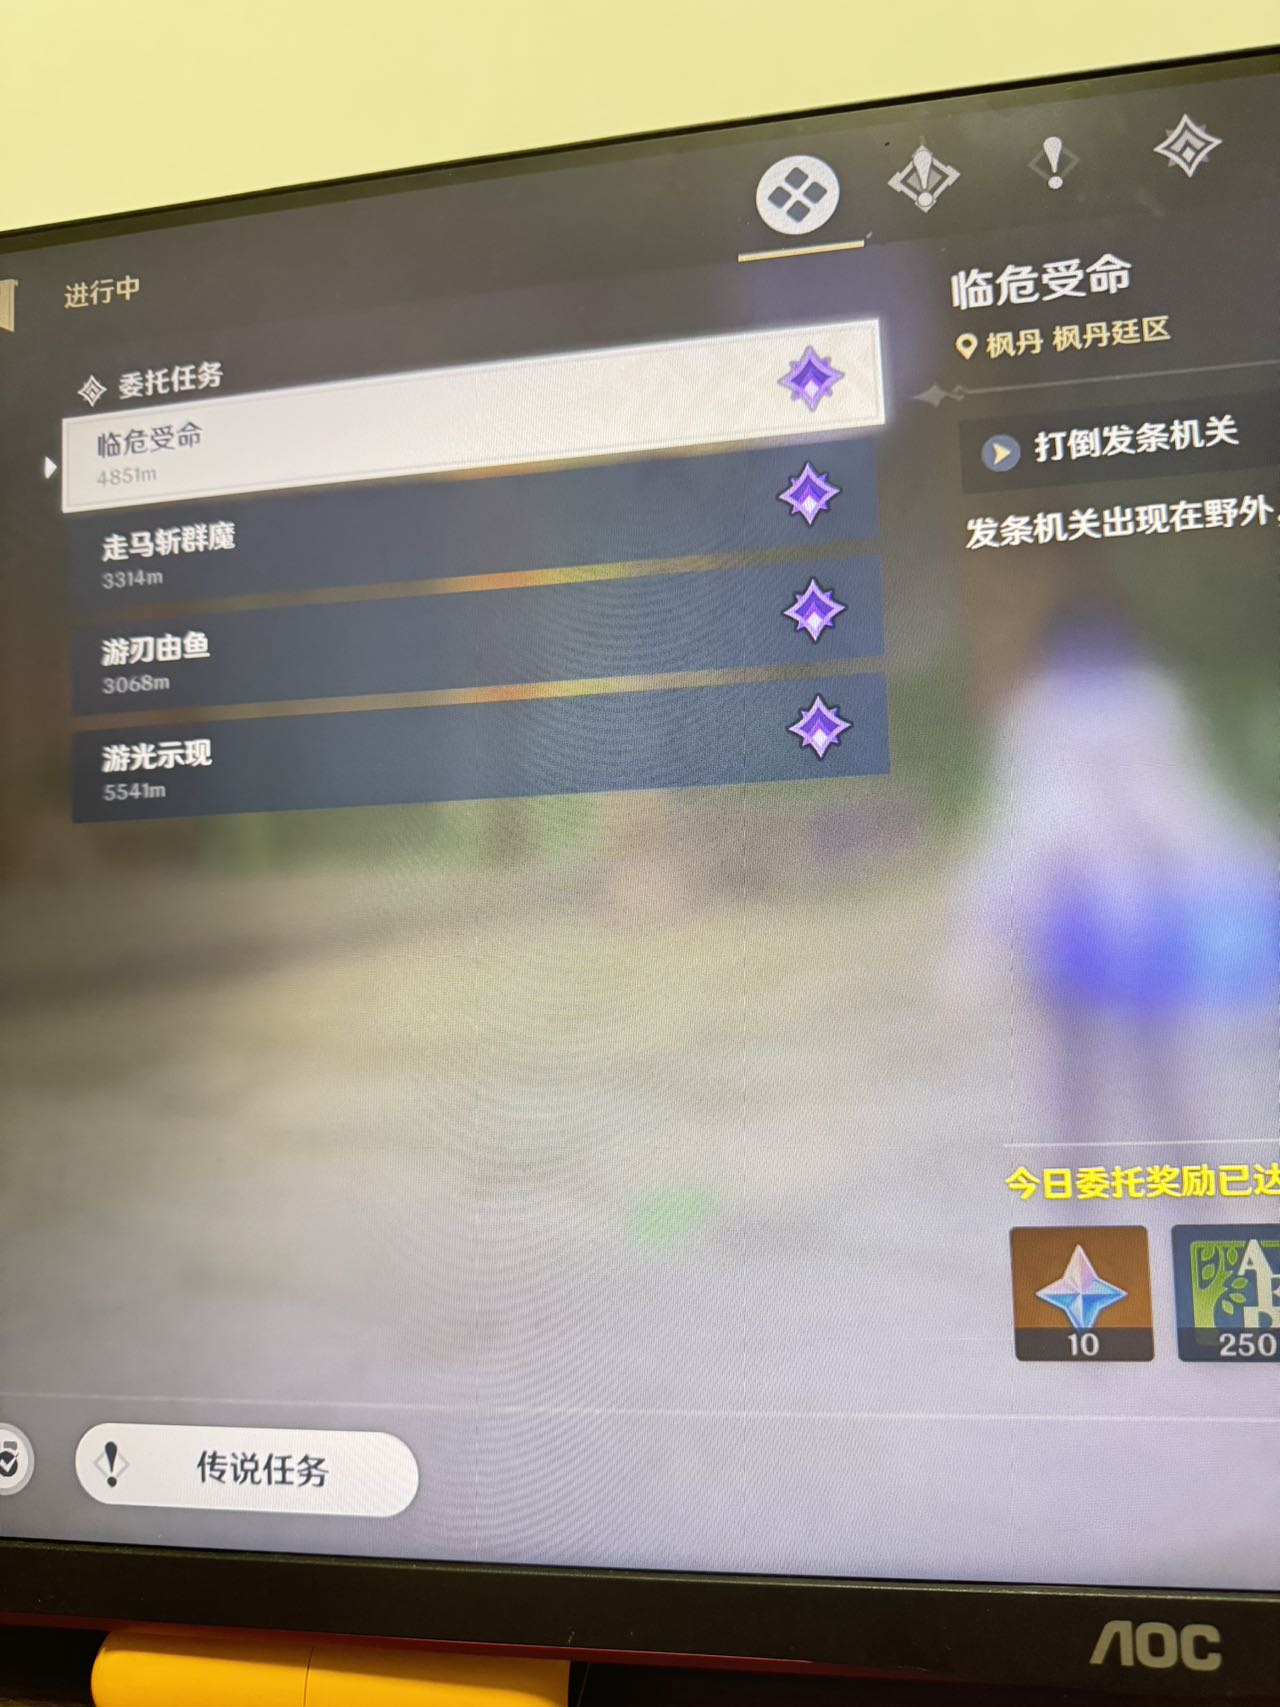 进行中
委托任务
临危受命
4851m
走马斩群魔
3314m
游刃由鱼
3068m
游光示现
5541m
临危受命
枫丹 枫丹廷区
打倒发条机关
发条机关出现在野外，
今日委托奖励已达
10
250
传说任务
AOC